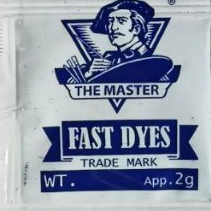 ®
THE MASTER
FAST DYES
TRADE MARK
WT. App.2g